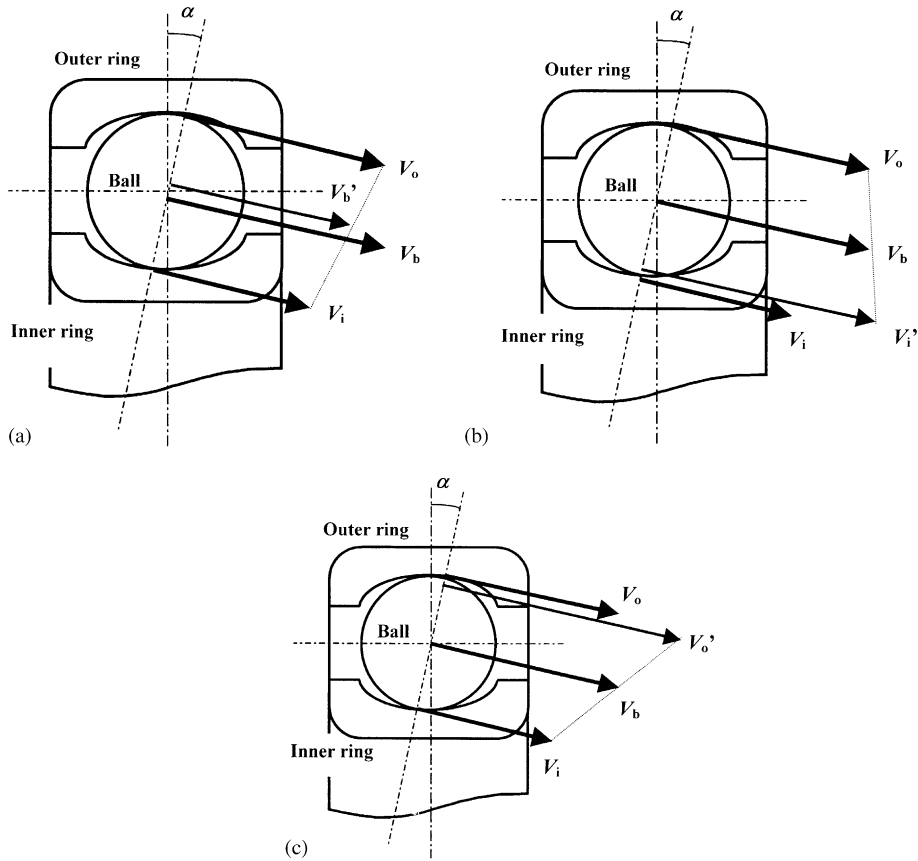 α
Outer ring
Ball
Vo
Vb’
Vb
Vi
Inner ring
(a)
α
Outer ring
Ball
Vo
Vb
Vi
Vi’
Inner ring
(b)
α
Outer ring
Ball
Vo
Vo’
Vb
Vi
Inner ring
(c)